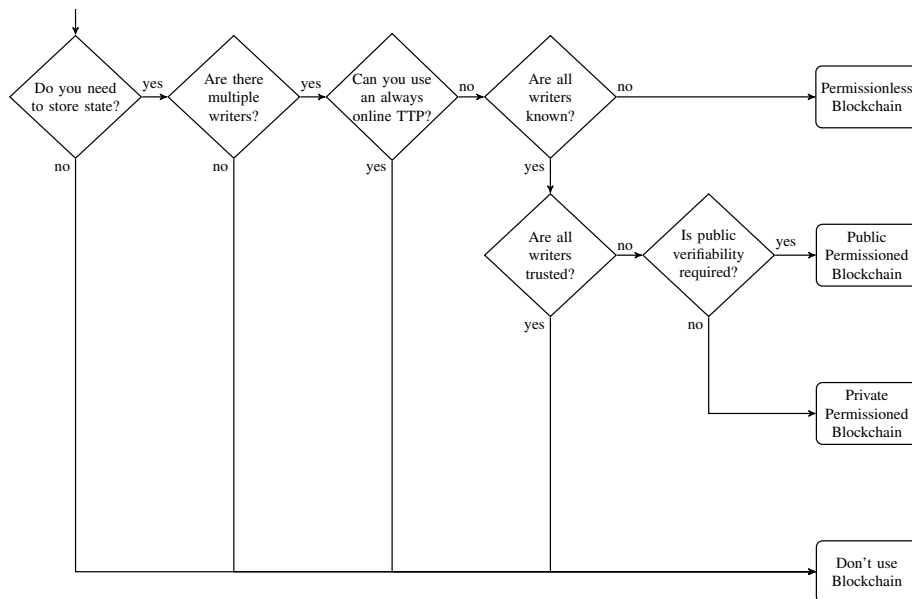 Do you need
to store state?
yes
no
Are there
multiple
writers?
yes
no
Can you use
an always
online TTP?
no
yes
Are all
writers
known?
no
yes
Permissionless
Blockchain
Are all
writers
trusted?
no
yes
Is public
verifiability
required?
yes
no
Public
Permissioned
Blockchain
Private
Permissioned
Blockchain
Don't use
Blockchain